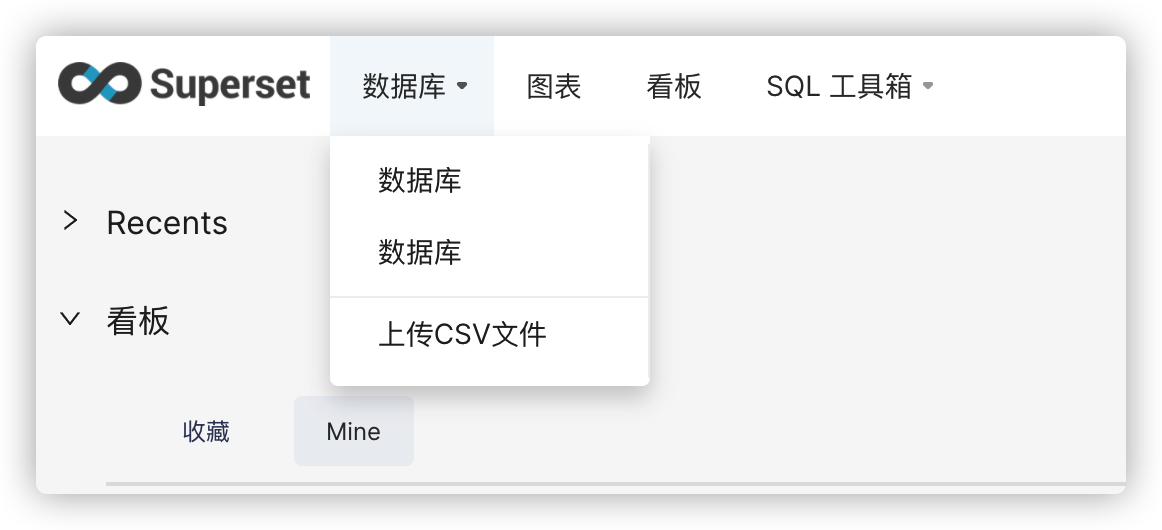 Superset 数据库 图表 看板 SQL 工具箱
数据库
数据库
上传CSV文件
Recents
看板
收藏 Mine